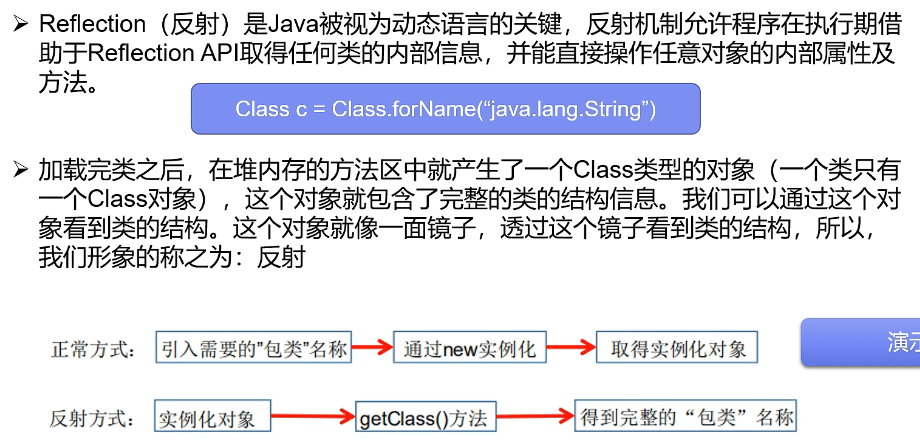 ➢ Reflection（反射）是Java被视为动态语言的关键，反射机制允许程序在执行期借
助于Reflection API取得任何类的内部信息，并能直接操作任意对象的内部属性及
方法。
Class c = Class.forName(“java.lang.String”)
➢ 加载完类之后，在堆内存的方法区中就产生了一个Class类型的对象（一个类只有
一个Class对象），这个对象就包含了完整的类的结构信息。我们可以通过这个对
象看到类的结构。这个对象就像一面镜子，透过这个镜子看到类的结构，所以，
我们形象的称之为：反射
正常方式： 引入需要的”包类”名称 通过new实例化 取得实例化对象
演示
反射方式： 实例化对象 getClass()方法 得到完整的“包类”名称